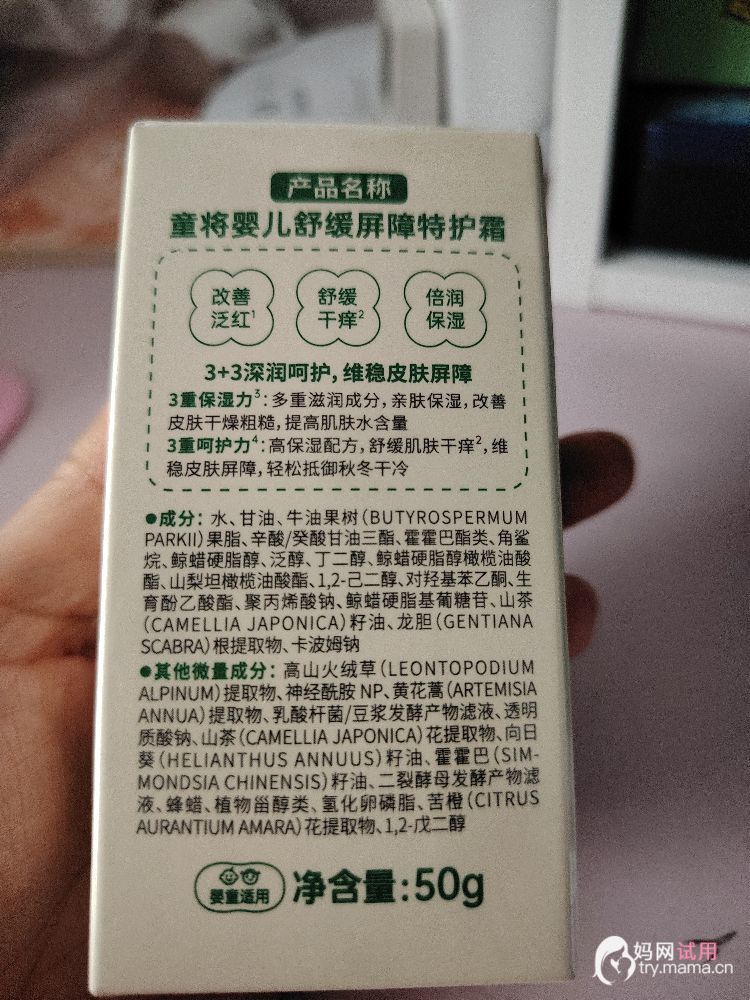 产品名称
童将婴儿舒缓屏障特护霜
改善 舒缓 倍润
泛红¹ 干痒² 保湿
3+3深润呵护,维稳皮肤屏障
3重保湿力³:多重滋润成分,亲肤保湿,改善
皮肤干燥粗糙,提高肌肤水含量
3重呵护力⁴:高保湿配方,舒缓肌肤干痒²,维
稳皮肤屏障,轻松抵御秋冬干冷
●成分:水、甘油、牛油果树(BUTYROSPERMUM
PARKII)果脂、辛酸/癸酸甘油三酯、霍霍巴酯类、角鲨
烷、鲸蜡硬脂醇、泛醇、丁二醇、鲸蜡硬脂醇橄榄油酸
酯、山梨坦橄榄油酸酯、1,2-己二醇、对羟基苯乙酮、生
育酚乙酸酯、聚丙烯酸钠、鲸蜡硬脂基葡糖苷、山茶
(CAMELLIA JAPONICA)籽油、龙胆(GENTIANA
SCABRA)根提取物、卡波姆钠
●其他微量成分:高山火绒草(LEONTOPODIUM
ALPINUM)提取物、神经酰胺 NP、黄花蒿(ARTEMISIA
ANNUA)提取物、乳酸杆菌/豆浆发酵产物滤液、透明
质酸钠、山茶(CAMELLIA JAPONICA)花提取物、向日
葵(HELIANTHUS ANNUUS)籽油、霍霍巴(SIM-
MONDSIA CHINENSIS)籽油、二裂酵母发酵产物滤
液、蜂蜡、植物甾醇类、氢化卵磷脂、苦橙(CITRUS
AURANTIUM AMARA)花提取物、1,2-戊二醇
婴童适用 净含量:50g
妈网试用
try.mama.cn